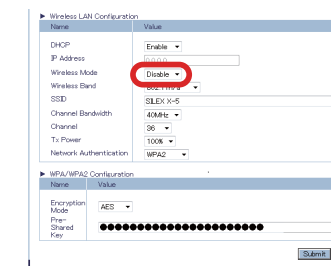 ▶ Wireless LAN Configuration
Name Value
DHCP Enable ▼
IP Address 0.0.0.0
Wireless Mode Disable ▼
Wireless Band ▼
SSID SILEX X-5
Channel Bandwidth 40MHz ▼
Channel 36 ▼
Tx Power 100% ▼
Network Authentication WPA2 ▼
▶ WPA/WPA2 Configuration
Name Value
Encryption
Mode AES ▼
Pre-
Shared ●●●●●●●●●●●●●●●●●●●●●●
Key
Submit